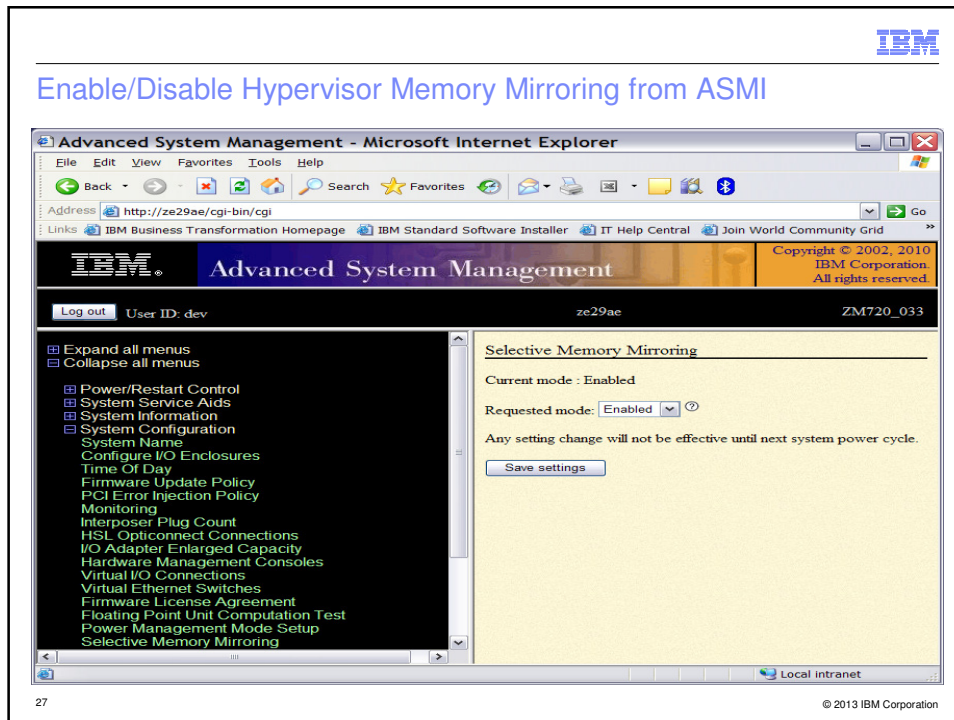 IBM
Enable/Disable Hypervisor Memory Mirroring from ASMI
Advanced System Management - Microsoft Internet Explorer
File Edit View Favorites Tools Help
Back Search Favorites
Address http://ze29ae/cgi-bin/cgi Go
Links IBM Business Transformation Homepage IBM Standard Software Installer IT Help Central Join World Community Grid »
IBM® Advanced System Management
Copyright © 2002, 2010
IBM Corporation.
All rights reserved.
Log out User ID: dev ze29ae ZM720_033
Expand all menus
Collapse all menus
Power/Restart Control
System Service Aids
System Information
System Configuration
System Name
Configure I/O Enclosures
Time Of Day
Firmware Update Policy
PCI Error Injection Policy
Monitoring
Interposer Plug Count
HSL Opticonnect Connections
I/O Adapter Enlarged Capacity
Hardware Management Consoles
Virtual I/O Connections
Virtual Ethernet Switches
Firmware License Agreement
Floating Point Unit Computation Test
Power Management Mode Setup
Selective Memory Mirroring
Selective Memory Mirroring
Current mode : Enabled
Requested mode: Enabled ?
Any setting change will not be effective until next system power cycle.
Save settings
Local intranet
27
© 2013 IBM Corporation